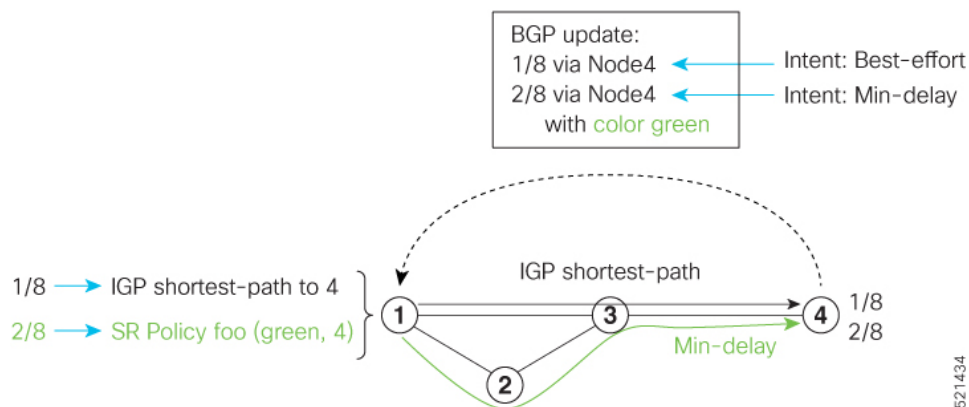 BGP update:
1/8 via Node4
Intent: Best-effort
2/8 via Node4
Intent: Min-delay
with color green
1/8 IGP shortest-path to 4
2/8 SR Policy foo (green, 4)
IGP shortest-path
1
3
4
2
1/8
2/8
Min-delay
521434